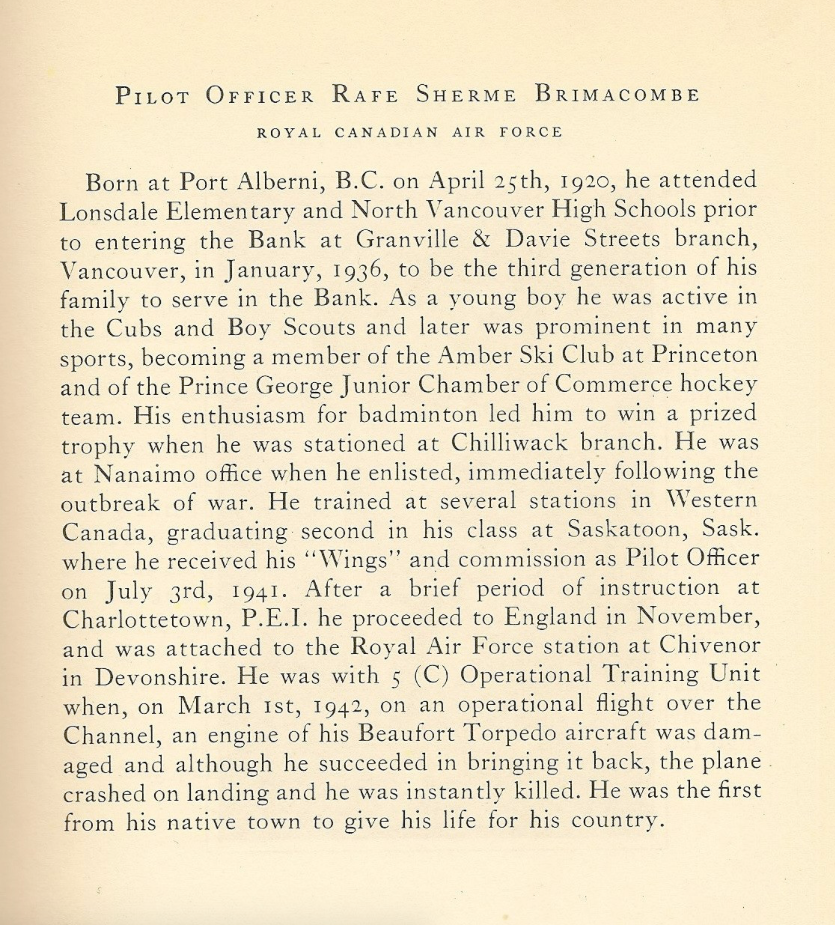 Pilot Officer Rafe Sherme Brimacombe
ROYAL CANADIAN AIR FORCE
Born at Port Alberni, B.C. on April 25th, 1920, he attended
Lonsdale Elementary and North Vancouver High Schools prior
to entering the Bank at Granville & Davie Streets branch,
Vancouver, in January, 1936, to be the third generation of his
family to serve in the Bank. As a young boy he was active in
the Cubs and Boy Scouts and later was prominent in many
sports, becoming a member of the Amber Ski Club at Princeton
and of the Prince George Junior Chamber of Commerce hockey
team. His enthusiasm for badminton led him to win a prized
trophy when he was stationed at Chilliwack branch. He was
at Nanaimo office when he enlisted, immediately following the
outbreak of war. He trained at several stations in Western
Canada, graduating second in his class at Saskatoon, Sask.
where he received his "Wings" and commission as Pilot Officer
on July 3rd, 1941. After a brief period of instruction at
Charlottetown, P.E.I. he proceeded to England in November,
and was attached to the Royal Air Force station at Chivenor
in Devonshire. He was with 5 (C) Operational Training Unit
when, on March 1st, 1942, on an operational flight over the
Channel, an engine of his Beaufort Torpedo aircraft was dam-
aged and although he succeeded in bringing it back, the plane
crashed on landing and he was instantly killed. He was the first
from his native town to give his life for his country.